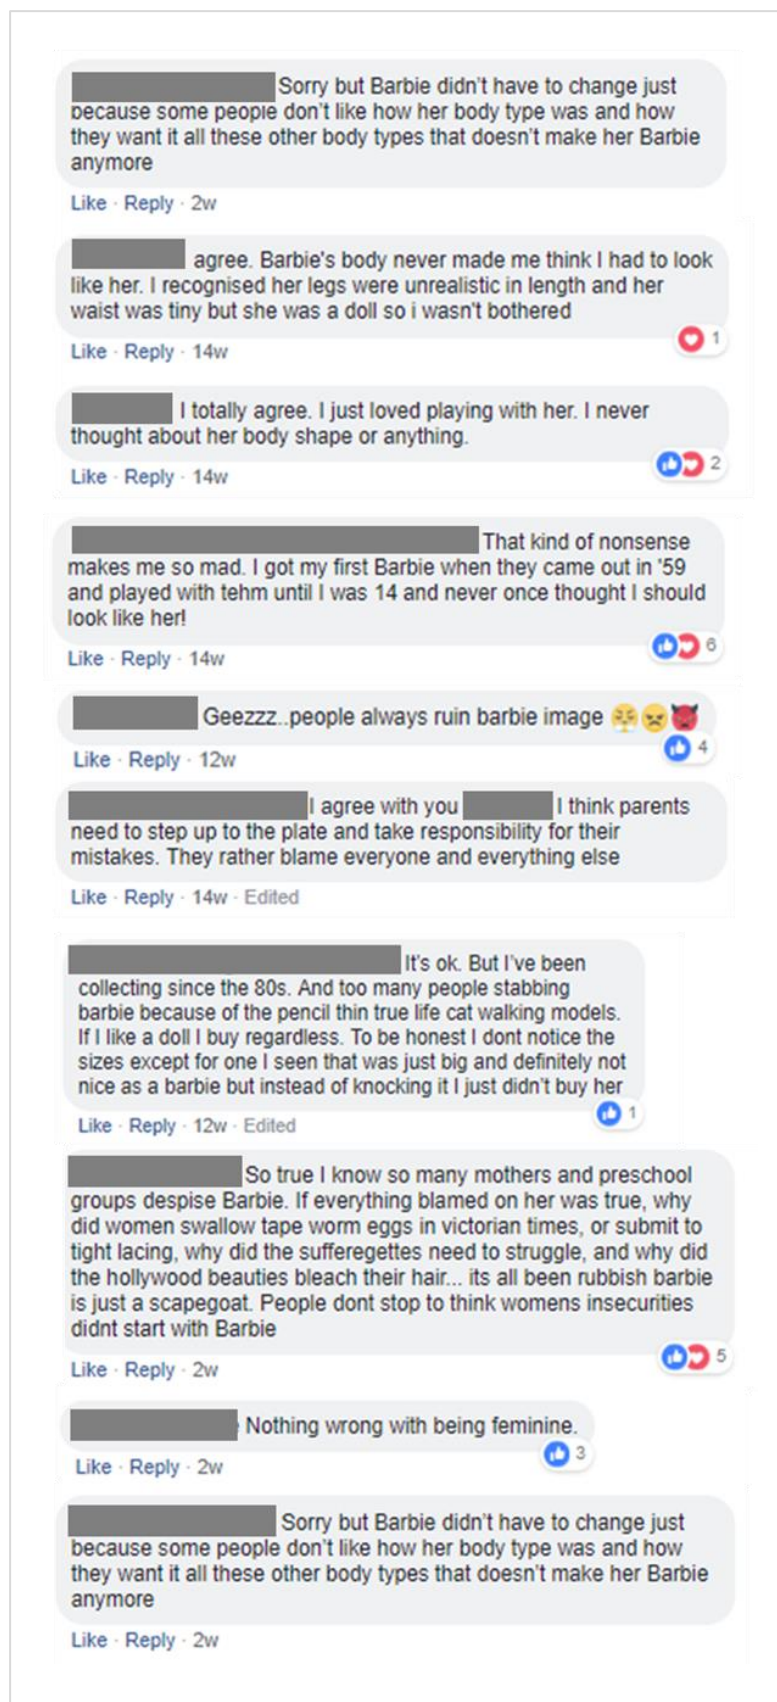 Sorry but Barbie didn't have to change just
because some people don't like how her body type was and how
they want it all these other body types that doesn't make her Barbie
anymore
Like · Reply · 2w
agree. Barbie's body never made me think I had to look
like her. I recognised her legs were unrealistic in length and her
waist was tiny but she was a doll so i wasn't bothered
1
Like · Reply · 14w
I totally agree. I just loved playing with her. I never
thought about her body shape or anything.
2
Like · Reply · 14w
That kind of nonsense
makes me so mad. I got my first Barbie when they came out in '59
and played with tehm until I was 14 and never once thought I should
look like her!
6
Like · Reply · 14w
Geezzz..people always ruin barbie image
4
Like · Reply · 12w
I agree with you I think parents
need to step up to the plate and take responsibility for their
mistakes. They rather blame everyone and everything else
Like · Reply · 14w · Edited
It's ok. But I've been
collecting since the 80s. And too many people stabbing
barbie because of the pencil thin true life cat walking models.
If I like a doll I buy regardless. To be honest I dont notice the
sizes except for one I seen that was just big and definitely not
nice as a barbie but instead of knocking it I just didn't buy her
1
Like · Reply · 12w · Edited
So true I know so many mothers and preschool
groups despise Barbie. If everything blamed on her was true, why
did women swallow tape worm eggs in victorian times, or submit to
tight lacing, why did the sufferegettes need to struggle, and why did
the hollywood beauties bleach their hair... its all been rubbish barbie
is just a scapegoat. People dont stop to think womens insecurities
didnt start with Barbie
5
Like · Reply · 2w
Nothing wrong with being feminine.
3
Like · Reply · 2w
Sorry but Barbie didn't have to change just
because some people don't like how her body type was and how
they want it all these other body types that doesn't make her Barbie
anymore
Like · Reply · 2w